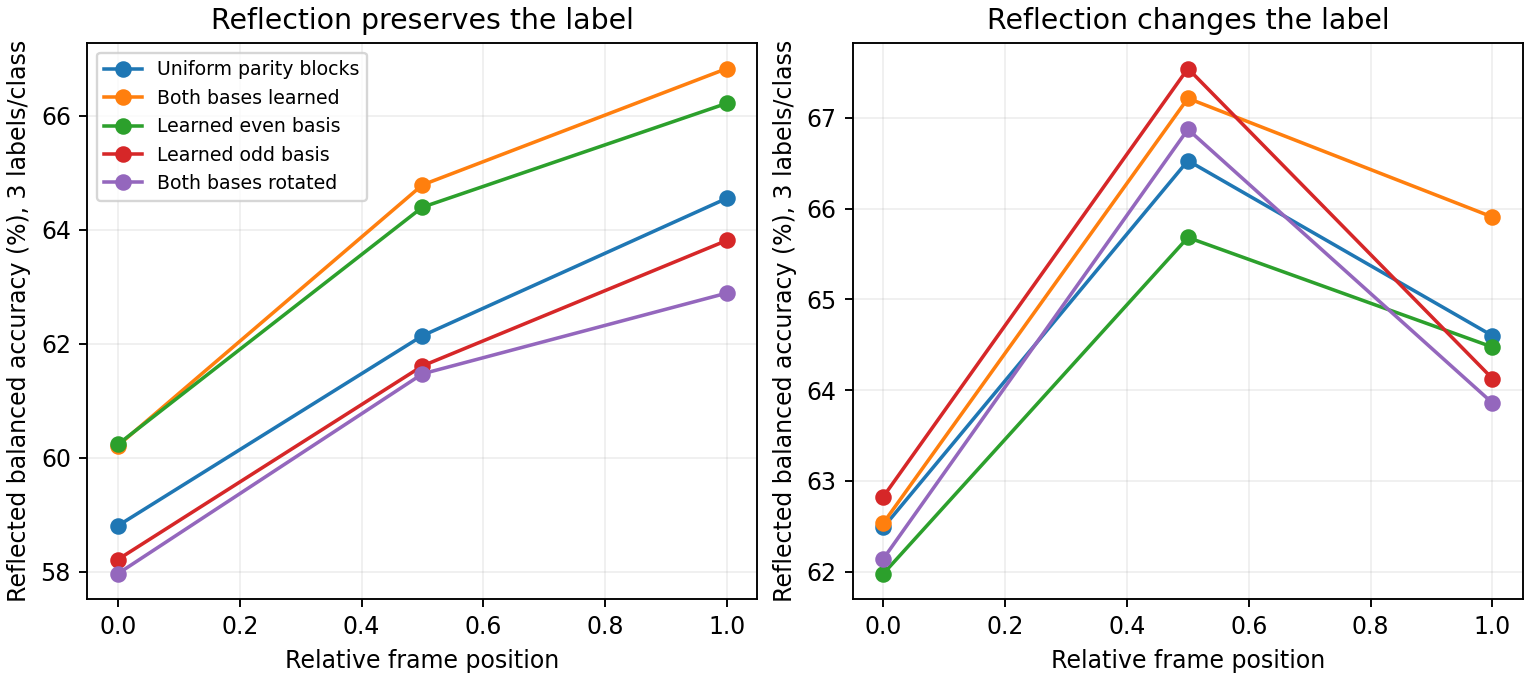 Reflection preserves the label
Reflected balanced accuracy (%), 3 labels/class
66
64
62
60
58
Uniform parity blocks
Both bases learned
Learned even basis
Learned odd basis
Both bases rotated
0.0 0.2 0.4 0.6 0.8 1.0
Relative frame position
Reflection changes the label
Reflected balanced accuracy (%), 3 labels/class
67
66
65
64
63
62
0.0 0.2 0.4 0.6 0.8 1.0
Relative frame position